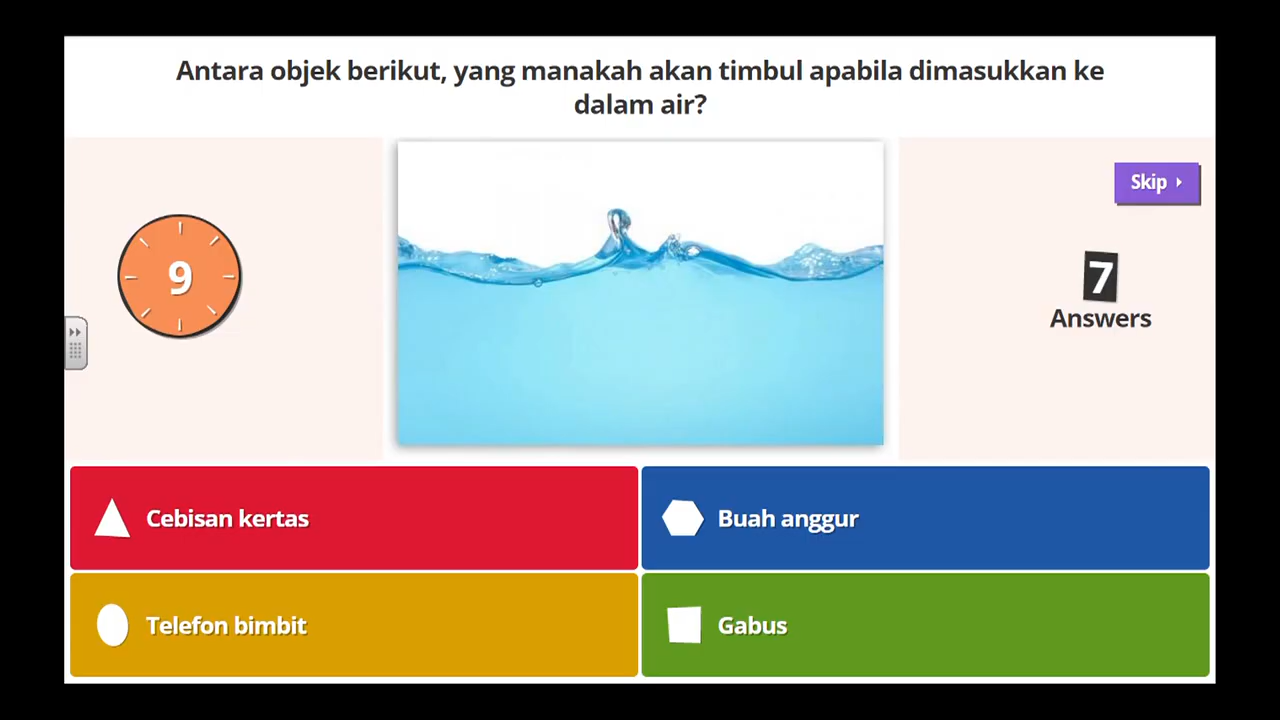 Antara objek berikut, yang manakah akan timbul apabila dimasukkan ke
dalam air?
Skip
9
7
Answers
Cebisan kertas
Buah anggur
Telefon bimbit
Gabus